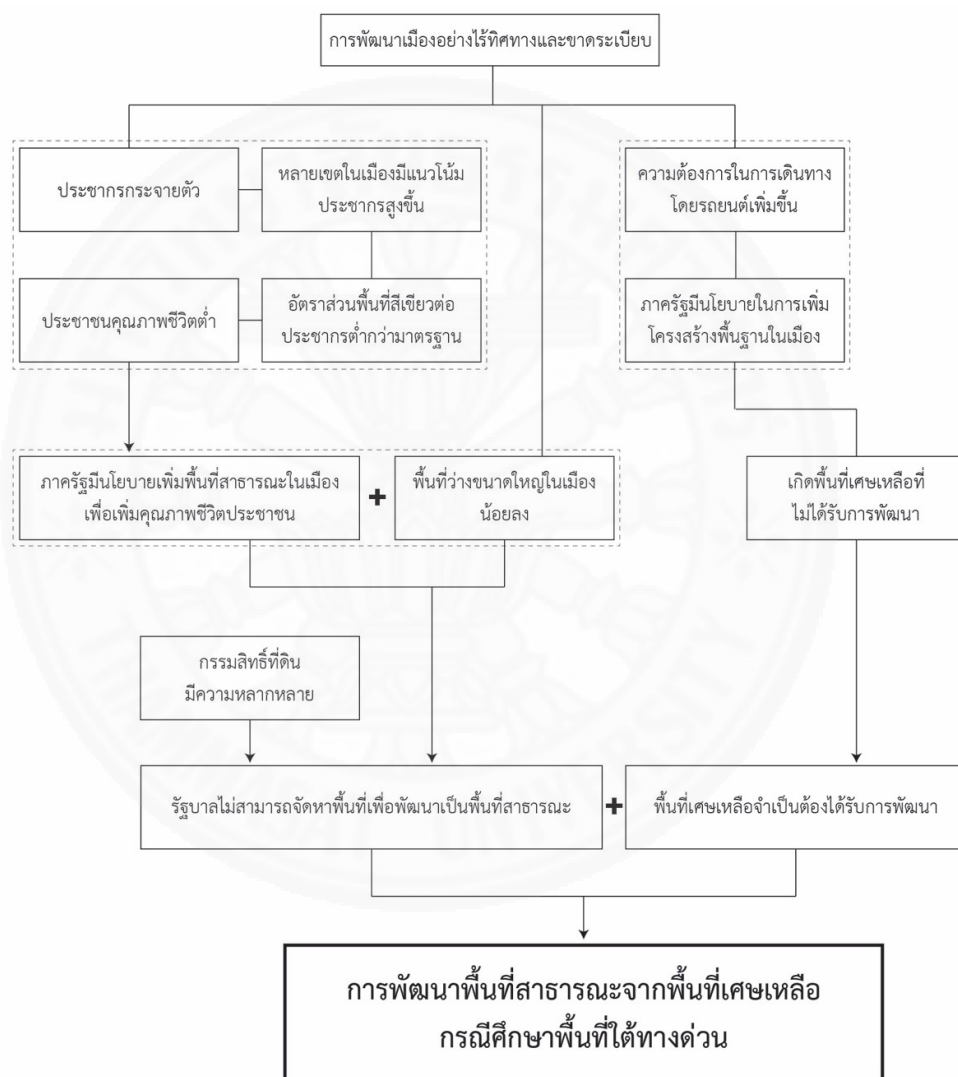 การพัฒนาเมืองอย่างไร้ทิศทางและขาดระเบียบ
ประชากรกระจายตัว
หลายเขตในเมืองมีแนวโน้ม
ประชากรสูงขึ้น
ความต้องการในการเดินทาง
โดยรถยนต์เพิ่มขึ้น
ประชาชนคุณภาพชีวิตต่ำ
อัตราส่วนพื้นที่สีเขียวต่อ
ประชากรต่ำกว่ามาตรฐาน
ภาครัฐมีนโยบายในการเพิ่ม
โครงสร้างพื้นฐานในเมือง
ภาครัฐมีนโยบายเพิ่มพื้นที่สาธารณะในเมือง
เพื่อเพิ่มคุณภาพชีวิตประชาชน
+
พื้นที่ว่างขนาดใหญ่ในเมือง
น้อยลง
เกิดพื้นที่เศษเหลือที่
ไม่ได้รับการพัฒนา
กรรมสิทธิ์ที่ดิน
มีความหลากหลาย
รัฐบาลไม่สามารถจัดหาพื้นที่เพื่อพัฒนาเป็นพื้นที่สาธารณะ
+
พื้นที่เศษเหลือจำเป็นต้องได้รับการพัฒนา
การพัฒนาพื้นที่สาธารณะจากพื้นที่เศษเหลือ
กรณีศึกษาพื้นที่ใต้ทางด่วน
THAMMASAT UNIVERSITY